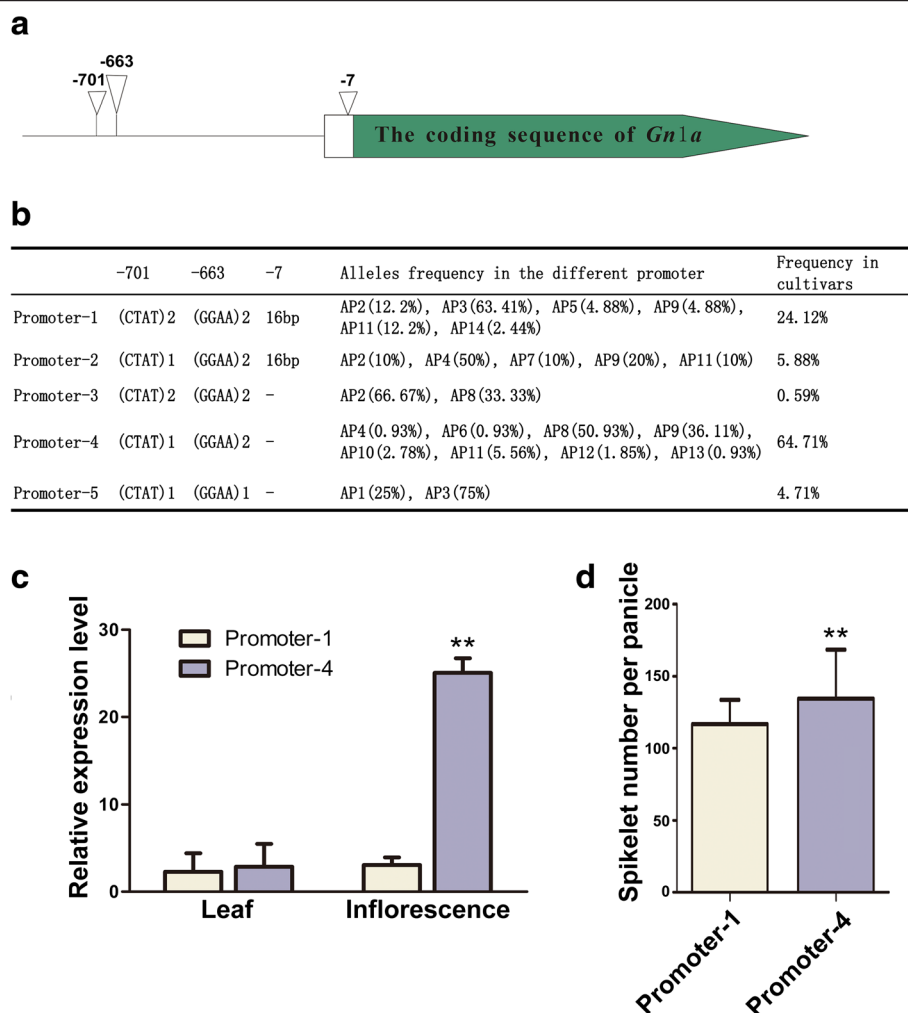 a
-701
-663
-7
The coding sequence of Gn1a
b
-701 -663 -7 Alleles frequency in the different promoter Frequency in cultivars
Promoter-1 (CTAT)2 (GGAA)2 16bp AP2(12.2%), AP3(63.41%), AP5(4.88%), AP9(4.88%), AP11(12.2%), AP14(2.44%) 24.12%
Promoter-2 (CTAT)1 (GGAA)2 16bp AP2(10%), AP4(50%), AP7(10%), AP9(20%), AP11(10%) 5.88%
Promoter-3 (CTAT)2 (GGAA)2 - AP2(66.67%), AP8(33.33%) 0.59%
Promoter-4 (CTAT)1 (GGAA)2 - AP4(0.93%), AP6(0.93%), AP8(50.93%), AP9(36.11%), AP10(2.78%), AP11(5.56%), AP12(1.85%), AP13(0.93%) 64.71%
Promoter-5 (CTAT)1 (GGAA)1 - AP1(25%), AP3(75%) 4.71%
c
Relative expression level
30
20
10
0
Promoter-1
Promoter-4
**
Leaf
Inflorescence
d
Spikelet number per panicle
200
150
100
50
0
**
Promoter-1
Promoter-4